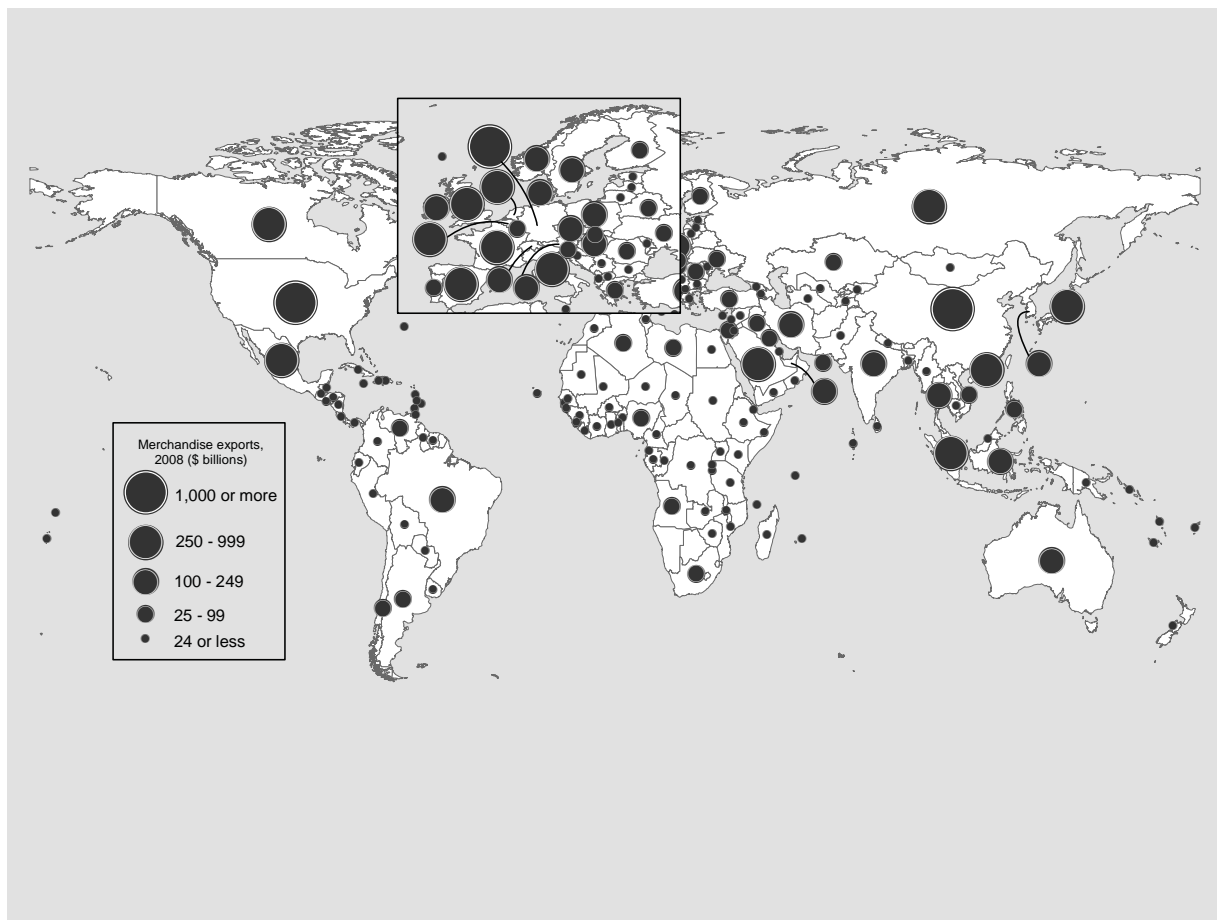 Merchandise exports,
2008 ($ billions)
1,000 or more
250 - 999
100 - 249
25 - 99
24 or less